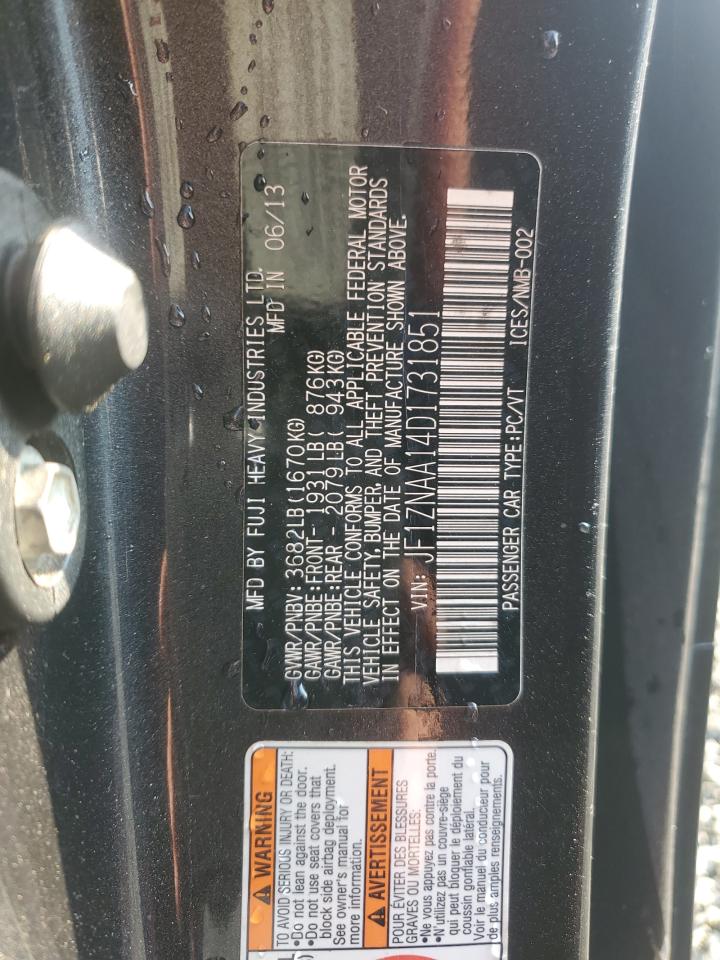 MFD BY FUJI HEAVY INDUSTRIES LTD.
MFD IN 06/13
GVWR/PNBV:3682LB(1670KG)
GAWR/PNBE:FRONT- 1931LB( 876KG)
GAWR/PNBE:REAR - 2079LB( 943KG)
THIS VEHICLE CONFORMS TO ALL APPLICABLE FEDERAL MOTOR
VEHICLE SAFETY, BUMPER, AND THEFT PREVENTION STANDARDS
IN EFFECT ON THE DATE OF MANUFACTURE SHOWN ABOVE.
VIN: JF1ZNAA14D1731851
PASSENGER CAR TYPE:PC/VT ICES/NMB-002
WARNING
TO AVOID SERIOUS INJURY OR DEATH:
•Do not lean against the door.
•Do not use seat covers that
block side airbag deployment.
See owner's manual for
more information.
AVERTISSEMENT
POUR ÉVITER DES BLESSURES
GRAVES OU MORTELLES:
•Ne vous appuyez pas contre la porte.
•N'utilizez pas un couvre-siège
qui peut bloquer le déploiement du
coussin gonflable latéral.
Voir le manuel du conducteur pour
de plus amples renseignements.